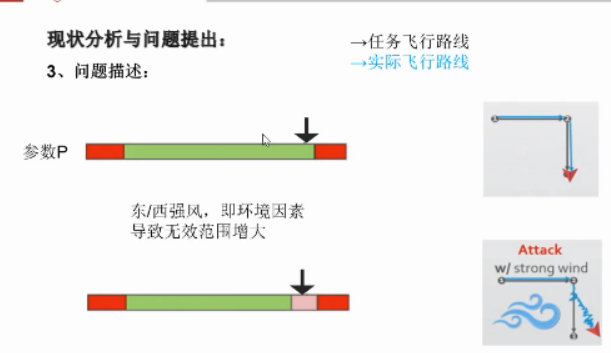 现状分析与问题提出：
→任务飞行路线
→实际飞行路线
3、问题描述：
参数P
东/西强风，即环境因素
导致无效范围增大
Attack
w/ strong wind